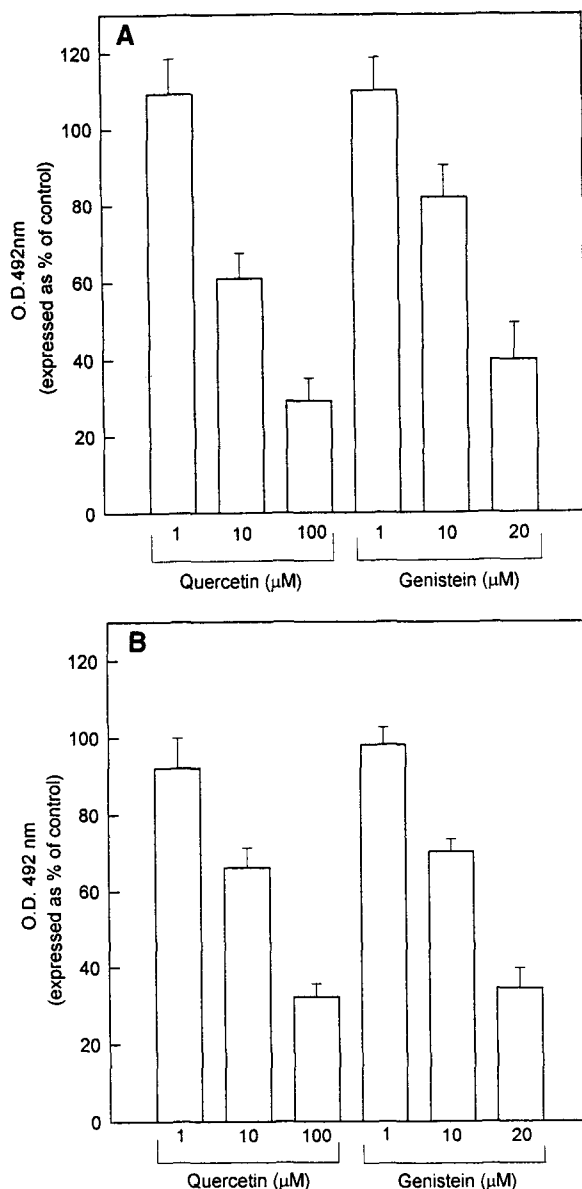 A
O.D.492nm
(expressed as % of control)
120
100
80
60
40
20
0
1 10 100 1 10 20
Quercetin (μM) Genistein (μM)
B
O.D. 492 nm
(expressed as % of control)
120
100
80
60
40
20
0
1 10 100 1 10 20
Quercetin (μM) Genistein (μM)